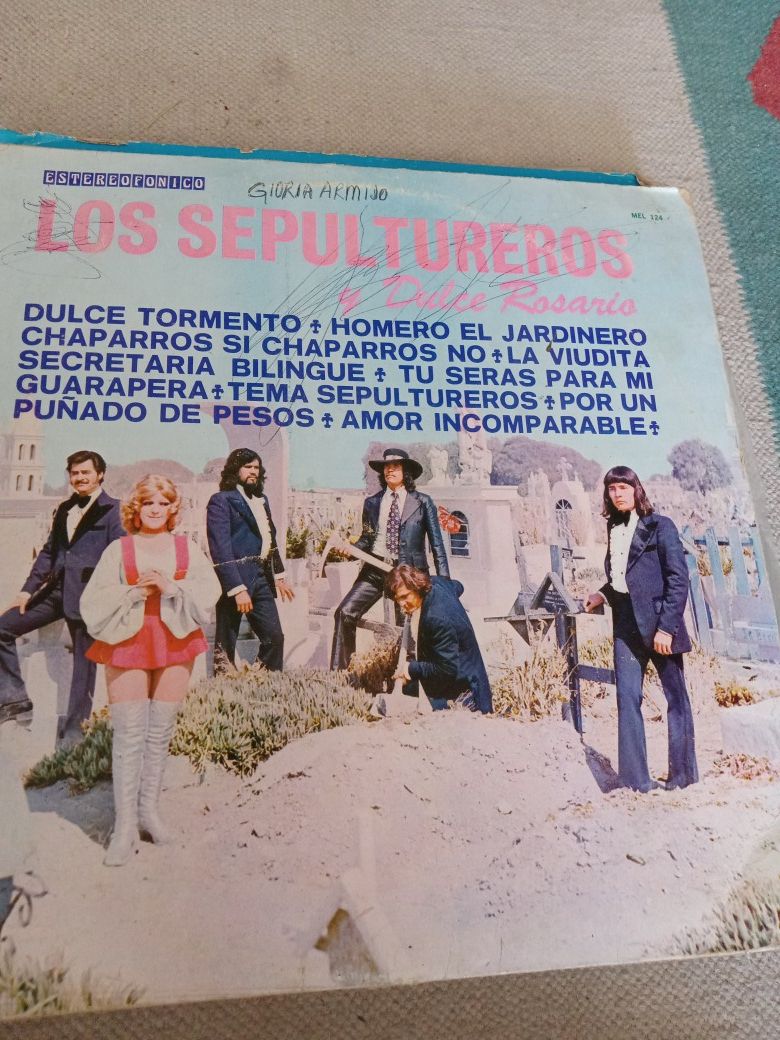 ESTEREOFONICO
GlORIA ARMIJO
MEL 124
LOS SEPULTUREROS
y Dulce Rosario
DULCE TORMENTO ‡ HOMERO EL JARDINERO
CHAPARROS SI CHAPARROS NO ‡ LA VIUDITA
SECRETARIA BILINGUE ‡ TU SERAS PARA MI
GUARAPERA ‡ TEMA SEPULTUREROS ‡ POR UN
PUÑADO DE PESOS ‡ AMOR INCOMPARABLE ‡